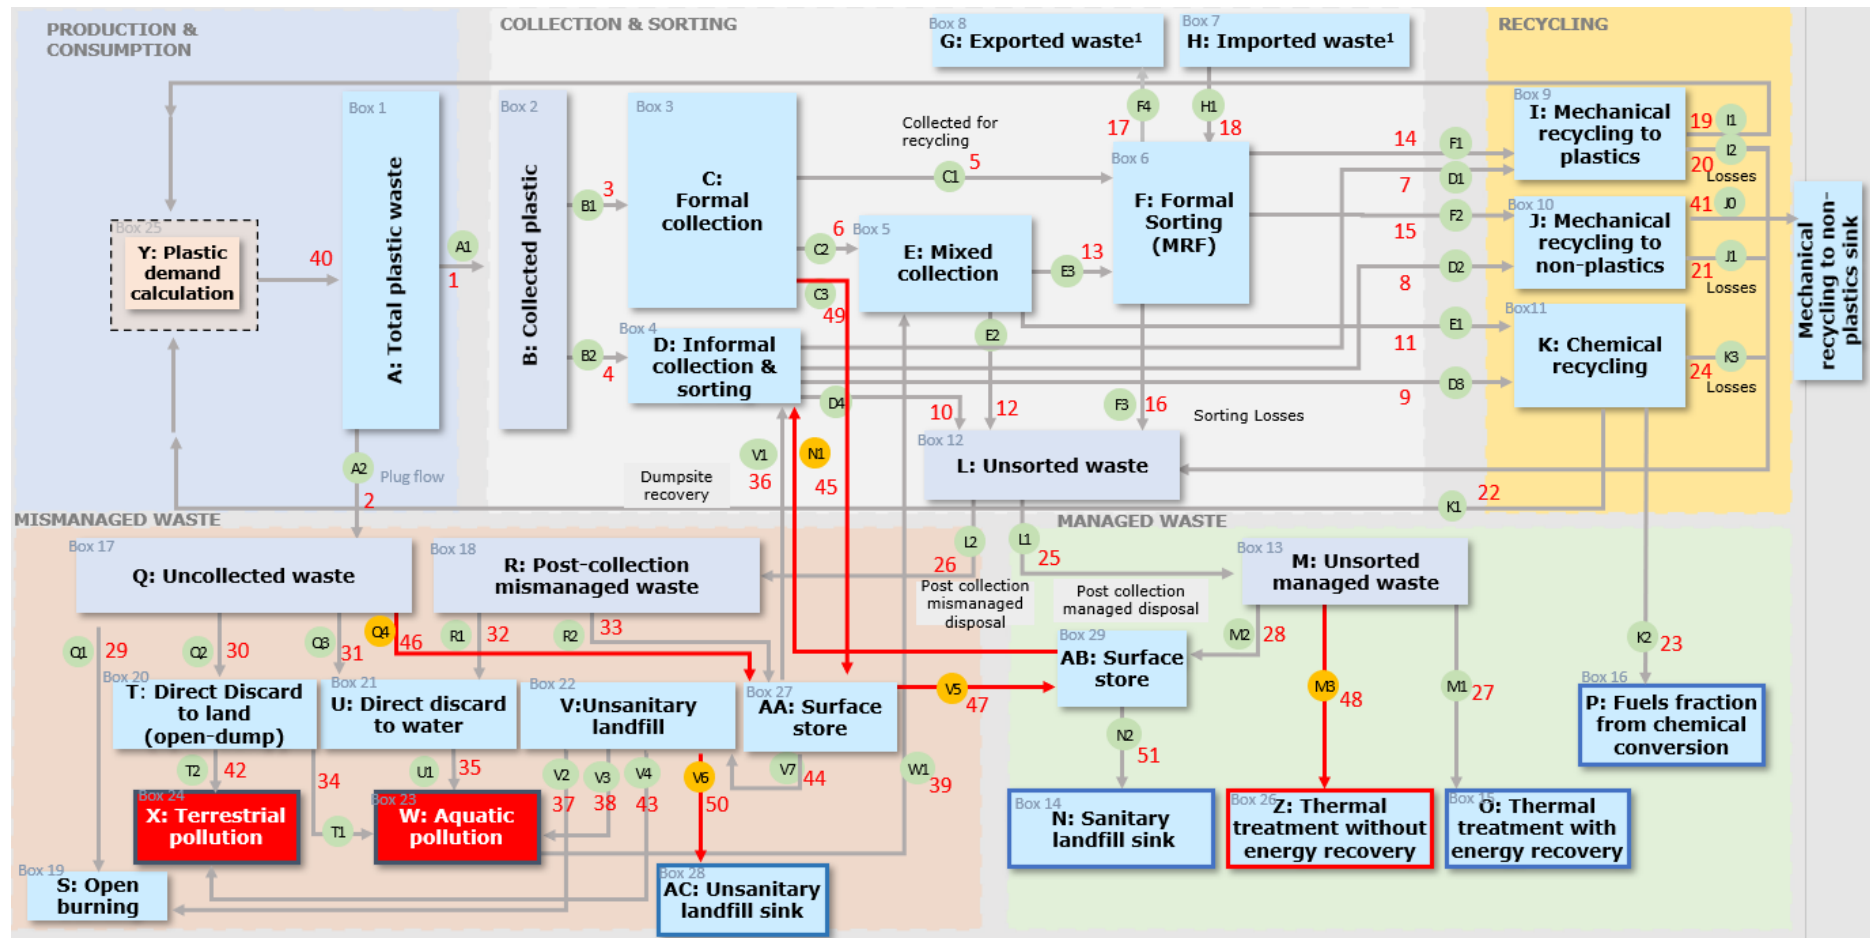 PRODUCTION &
CONSUMPTION
COLLECTION & SORTING
RECYCLING
Box 8
G: Exported waste¹
Box 7
H: Imported waste¹
Box 1
A: Total plastic waste
Box 2
B: Collected plastic
Box 3
C:
Formal
collection
Collected for
recycling
F4
17
H1
18
C1
5
Box 6
F: Formal
Sorting
(MRF)
14
F1
7
D1
Box 9
I: Mechanical
recycling to
plastics
19
I1
I2
20
Losses
Box 25
Y: Plastic
demand
calculation
40
A1
1
B1
3
C2
6
C3
49
Box 5
E: Mixed
collection
E3
13
F2
15
D2
8
Box 10
J: Mechanical
recycling to
non-plastics
41
J0
J1
21
Losses
Mechanical
recycling to non-
plastics sink
B2
4
Box 4
D: Informal
collection &
sorting
E2
12
E1
11
D3
9
Box11
K: Chemical
recycling
K3
24
Losses
D4
10
F3
16
Sorting Losses
A2
Plug flow
2
V1
36
N1
45
Dumpsite
recovery
Box 12
L: Unsorted waste
K1
22
MISMANAGED WASTE
MANAGED WASTE
Box 17
Q: Uncollected waste
Box 18
R: Post-collection
mismanaged waste
L2
26
L1
25
Post collection
mismanaged
disposal
Post collection
managed disposal
Box 13
M: Unsorted
managed waste
Q1
29
Q2
30
Q3
31
Q4
46
R1
32
R2
33
Box 29
AB: Surface
store
M2
28
M3
48
M1
27
K2
23
Box 20
T: Direct Discard
to land
(open-dump)
Box 21
U: Direct discard
to water
Box 22
V:Unsanitary
landfill
Box 27
AA: Surface
store
V5
47
N2
51
Box 16
P: Fuels fraction
from chemical
conversion
T2
42
34
U1
35
V2
37
V3
38
V4
43
V6
50
V7
44
W1
39
Box 24
X: Terrestrial
pollution
T1
Box 23
W: Aquatic
pollution
Box 14
N: Sanitary
landfill sink
Box 26
Z: Thermal
treatment without
energy recovery
Box 15
O: Thermal
treatment with
energy recovery
Box 19
S: Open
burning
Box 28
AC: Unsanitary
landfill sink